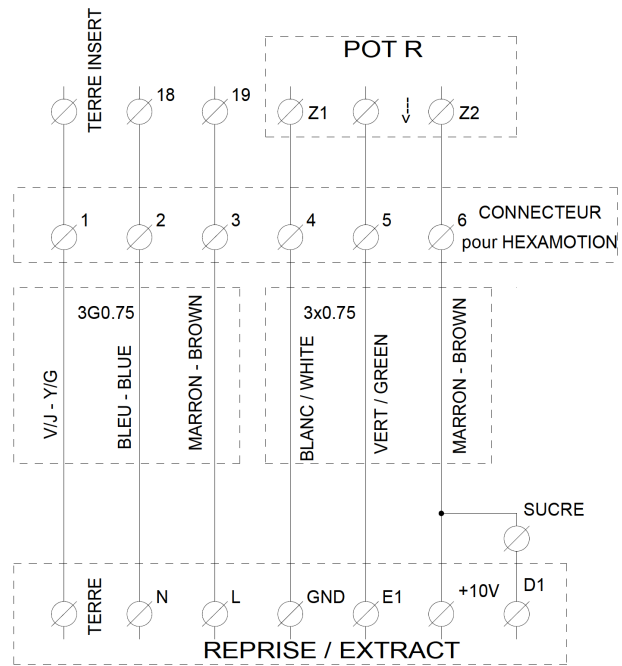 POT R
TERRE INSERT
18
19
Z1
Z2
1
2
3
4
5
6
CONNECTEUR
pour HEXAMOTION
3G0.75
3x0.75
V/J - Y/G
BLEU - BLUE
MARRON - BROWN
BLANC / WHITE
VERT / GREEN
MARRON - BROWN
SUCRE
TERRE
N
L
GND
E1
+10V
D1
REPRISE / EXTRACT